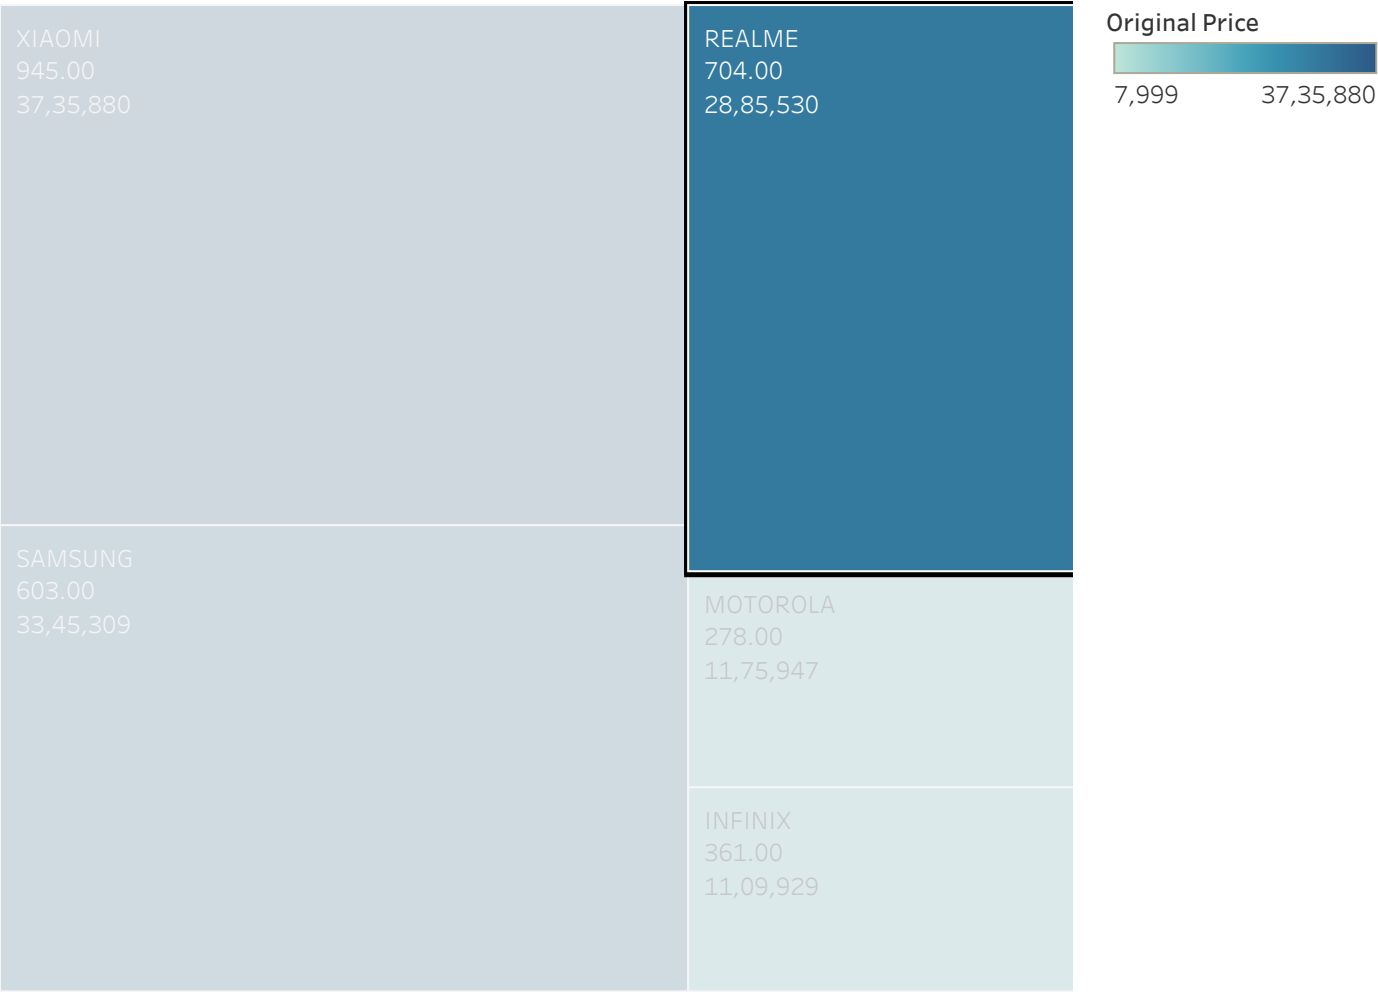 XIAOMI
945.00
37,35,880
REALME
704.00
28,85,530
Original Price
7,999
37,35,880
SAMSUNG
603.00
33,45,309
MOTOROLA
278.00
11,75,947
INFINIX
361.00
11,09,929